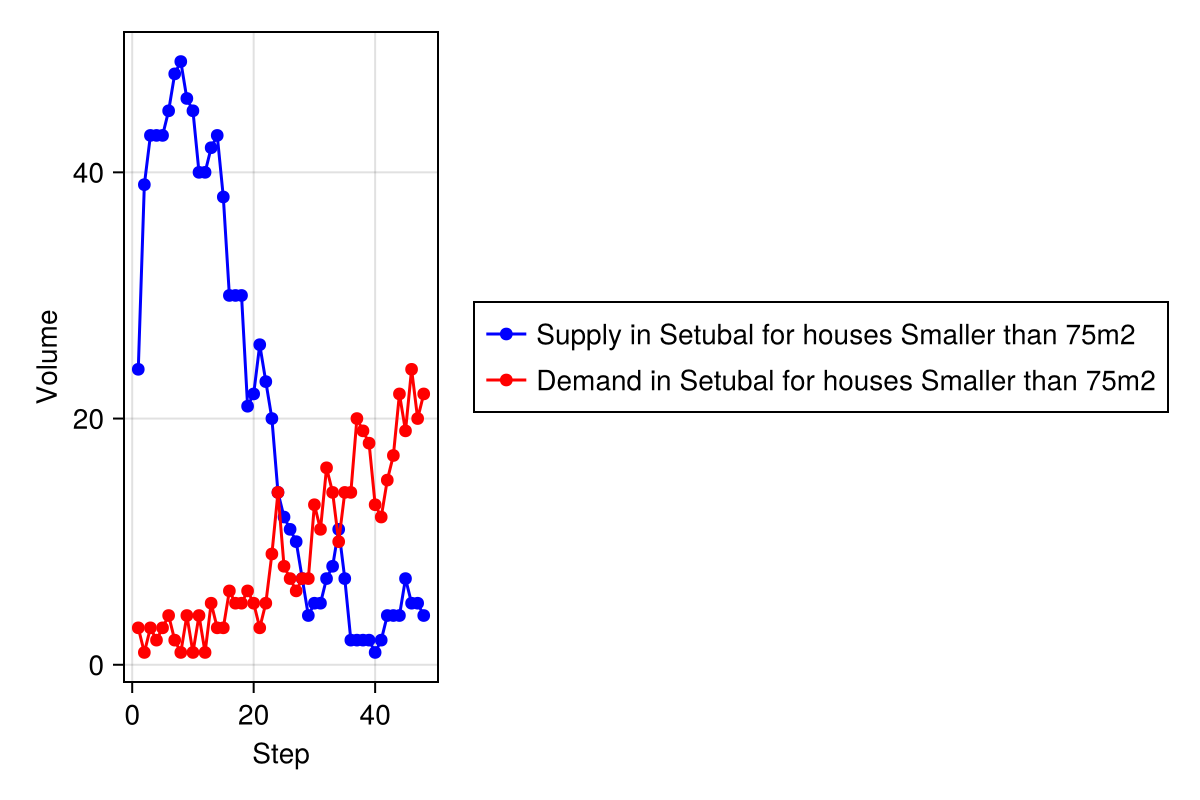 Volume
40
20
0
0 20 40
Step
Supply in Setubal for houses Smaller than 75m2
Demand in Setubal for houses Smaller than 75m2